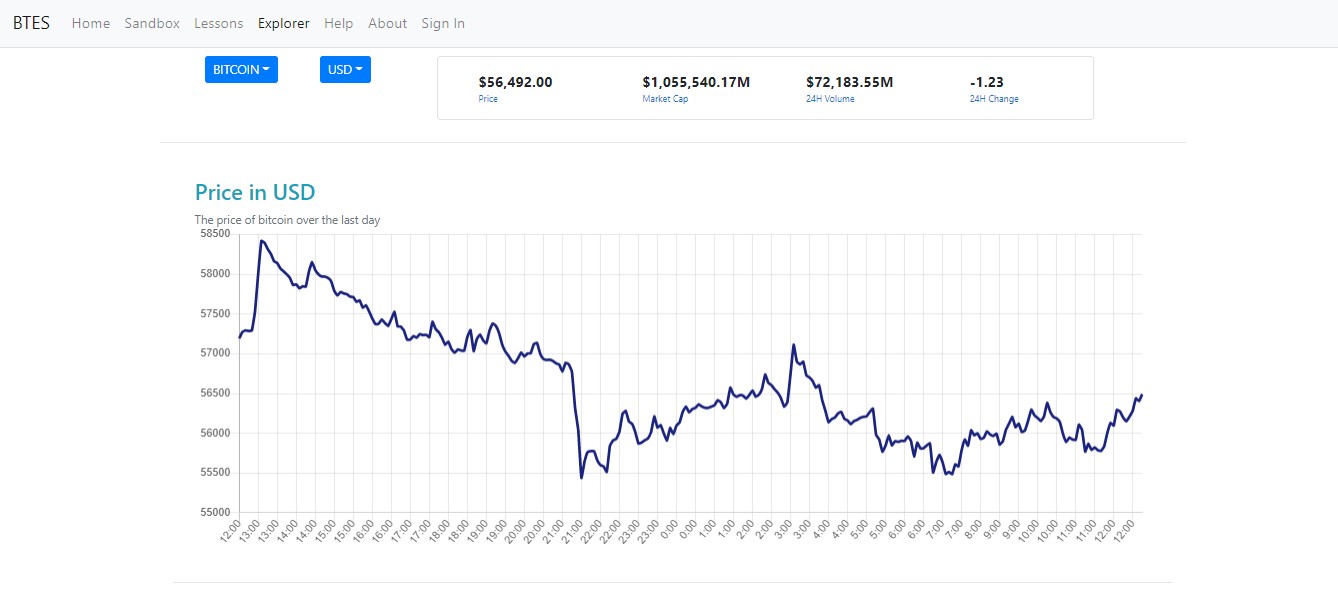 BTES Home Sandbox Lessons Explorer Help About Sign In
BITCOIN USD
$56,492.00 $1,055,540.17M $72,183.55M -1.23
Price Market Cap 24H Volume 24H Change
Price in USD
The price of bitcoin over the last day
58500
58000
57500
57000
56500
56000
55500
55000
12:00 13:00 13:00 14:00 14:00 15:00 15:00 16:00 16:00 17:00 17:00 18:00 18:00 19:00 19:00 20:00 20:00 21:00 21:00 22:00 22:00 23:00 23:00 0:00 0:00 1:00 1:00 2:00 2:00 3:00 3:00 4:00 4:00 5:00 5:00 6:00 6:00 7:00 7:00 8:00 9:00 9:00 10:00 10:00 11:00 11:00 12:00 12:00